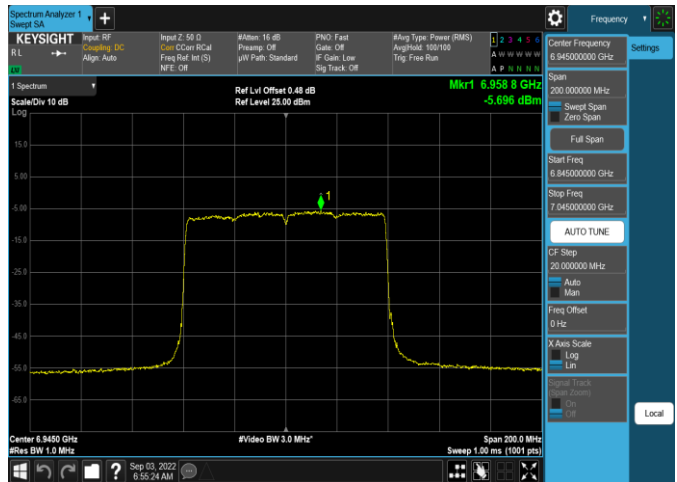 Spectrum Analyzer 1
Swept SA
Frequency
KEYSIGHT
Input: RF
Input Z: 50 Ω
#Atten: 16 dB
PNO: Fast
#Avg Type: Power (RMS)
1 2 3 4 5 6
RL
Coupling: DC
Corr CCorr RCal
Preamp: Off
Gate: Off
Avg|Hold: 100/100
A W W W W W
Align: Auto
Freq Ref: Int (S)
µW Path: Standard
IF Gain: Low
Trig: Free Run
NFE: Off
Sig Track: Off
A P N N N N
1 Spectrum
Ref Lvl Offset 0.48 dB
Mkr1 6.958 8 GHz
Scale/Div 10 dB
Ref Level 25.00 dBm
-5.696 dBm
Log
15.0
5.00
1
-5.00
-15.0
-25.0
-35.0
-45.0
-55.0
-65.0
Center 6.9450 GHz
#Video BW 3.0 MHz*
Span 200.0 MHz
#Res BW 1.0 MHz
Sweep 1.00 ms (1001 pts)
Sep 03, 2022
6:55:24 AM
Center Frequency
6.945000000 GHz
Settings
Span
200.000000 MHz
Swept Span
Zero Span
Full Span
Start Freq
6.845000000 GHz
Stop Freq
7.045000000 GHz
AUTO TUNE
CF Step
20.000000 MHz
Auto
Man
Freq Offset
0 Hz
X Axis Scale
Log
Lin
Signal Track
(Span Zoom)
On
Off
Local